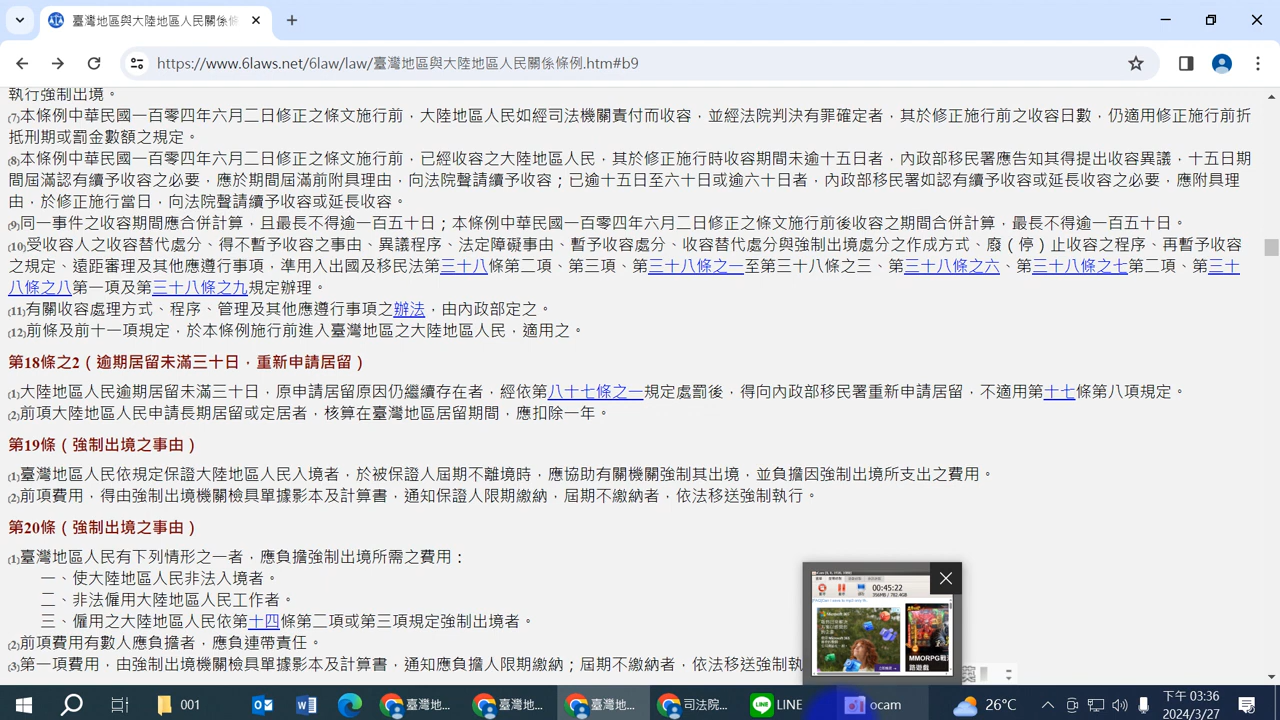 臺灣地區與大陸地區人民關係條
https://www.6laws.net/6law/law/臺灣地區與大陸地區人民關係條例.htm#b9
執行強制出境。
(7)本條例中華民國一百零四年六月二日修正之條文施行前，大陸地區人民如經司法機關責付而收容，並經法院判決有罪確定者，其於修正施行前之收容日數，仍適用修正施行前折
抵刑期或罰金數額之規定。
(8)本條例中華民國一百零四年六月二日修正之條文施行前，已經收容之大陸地區人民，其於修正施行時收容期間未逾十五日者，內政部移民署應告知其得提出收容異議，十五日期
間屆滿認有續予收容之必要，應於期間屆滿前附具理由，向法院聲請續予收容；已逾十五日至六十日或逾六十日者，內政部移民署如認有續予收容或延長收容之必要，應附具理
由，於修正施行當日，向法院聲請續予收容或延長收容。
(9)同一事件之收容期間應合併計算，且最長不得逾一百五十日；本條例中華民國一百零四年六月二日修正之條文施行前後收容之期間合併計算，最長不得逾一百五十日。
(10)受收容人之收容替代處分、得不暫予收容之事由、異議程序、法定障礙事由、暫予收容處分、收容替代處分與強制出境處分之作成方式、廢（停）止收容之程序、再暫予收容
之規定、遠距審理及其他應遵行事項，準用入出國及移民法第三十八條第二項、第三項、第三十八條之一至第三十八條之三、第三十八條之六、第三十八條之七第二項、第三十
八條之八第一項及第三十八條之九規定辦理。
(11)有關收容處理方式、程序、管理及其他應遵行事項之辦法，由內政部定之。
(12)前條及前十一項規定，於本條例施行前進入臺灣地區之大陸地區人民，適用之。
第18條之2（逾期居留未滿三十日，重新申請居留）
(1)大陸地區人民逾期居留未滿三十日，原申請居留原因仍繼續存在者，經依第八十七條之一規定處罰後，得向內政部移民署重新申請居留，不適用第十七條第八項規定。
(2)前項大陸地區人民申請長期居留或定居者，核算在臺灣地區居留期間，應扣除一年。
第19條（強制出境之事由）
(1)臺灣地區人民依規定保證大陸地區人民入境者，於被保證人屆期不離境時，應協助有關機關強制其出境，並負擔因強制出境所支出之費用。
(2)前項費用，得由強制出境機關檢具單據影本及計算書，通知保證人限期繳納，屆期不繳納者，依法移送強制執行。
第20條（強制出境之事由）
(1)臺灣地區人民有下列情形之一者，應負擔強制出境所需之費用：
一、使大陸地區人民非法入境者。
二、非法僱用大陸地區人民工作者。
三、僱用之大陸地區人民依第十四條第二項或第三項規定強制出境者。
(2)前項費用有數人應負擔者，應負連帶責任。
(3)第一項費用，由強制出境機關檢具單據影本及計算書，通知應負擔人限期繳納；屆期不繳納者，依法移送強制執
00:45:22
MMORPG戰
路遊戲
英
001
臺灣地...
臺灣地...
臺灣地...
司法院...
LINE
ocam
26°C
下午 03:36
2024/3/27